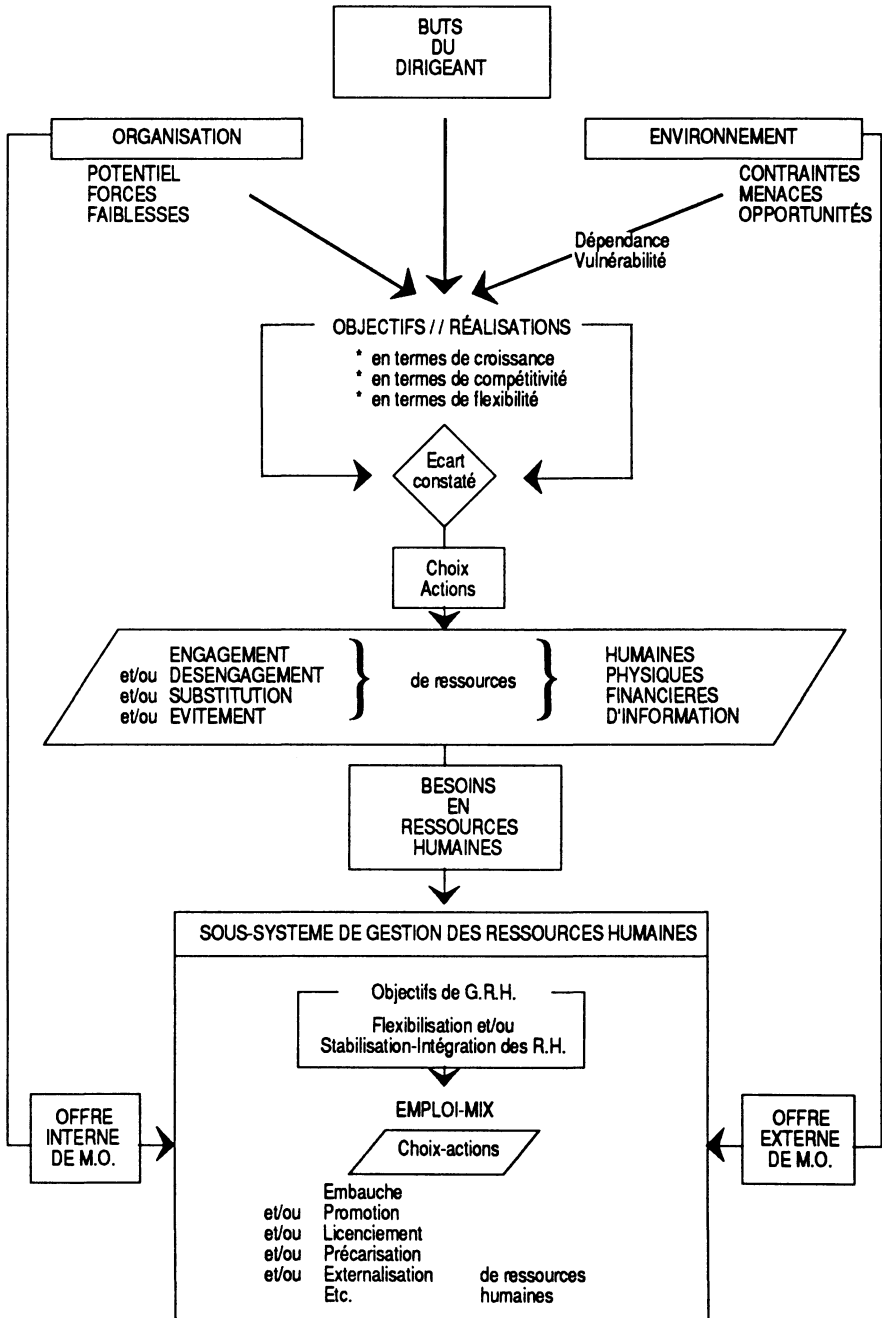 BUTS
DU
DIRIGEANT
ORGANISATION
POTENTIEL
FORCES
FAIBLESSES
ENVIRONNEMENT
CONTRAINTES
MENACES
OPPORTUNITÉS
Dépendance
Vulnérabilité
OBJECTIFS // RÉALISATIONS
* en termes de croissance
* en termes de compétitivité
* en termes de flexibilité
Ecart
constaté
Choix
Actions
ENGAGEMENT
et/ou DESENGAGEMENT
et/ou SUBSTITUTION
et/ou EVITEMENT
} de ressources }
HUMAINES
PHYSIQUES
FINANCIERES
D'INFORMATION
BESOINS
EN
RESSOURCES
HUMAINES
SOUS-SYSTEME DE GESTION DES RESSOURCES HUMAINES
Objectifs de G.R.H.
Flexibilisation et/ou
Stabilisation-Intégration des R.H.
EMPLOI-MIX
Choix-actions
OFFRE
INTERNE
DE M.O.
OFFRE
EXTERNE
DE M.O.
Embauche
et/ou Promotion
et/ou Licenciement
et/ou Précarisation
et/ou Externalisation de ressources
Etc. humaines